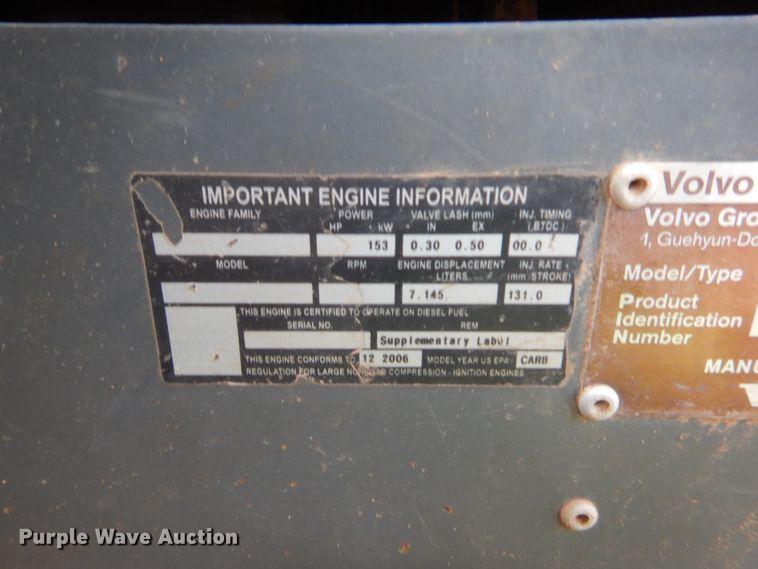 IMPORTANT ENGINE INFORMATION
ENGINE FAMILY POWER VALVE LASH (mm) INJ. TIMING
HP kW IN EX (BTDC)
153 0.30 0.50 00.0
MODEL RPM ENGINE DISPLACEMENT INJ. RATE
LITERS (mm³/STROKE)
7.145 131.0
THIS ENGINE IS CERTIFIED TO OPERATE ON DIESEL FUEL
SERIAL NO. REM
Supplementary Label
THIS ENGINE CONFORMS TO 12 2006 MODEL YEAR US EPA/ CARB
REGULATION FOR LARGE COMPRESSION - IGNITION ENGINES
Volvo
Volvo Gro
1, Guehyun-Do
Model/Type
Product
Identification
Number
MANU
Purple Wave Auction